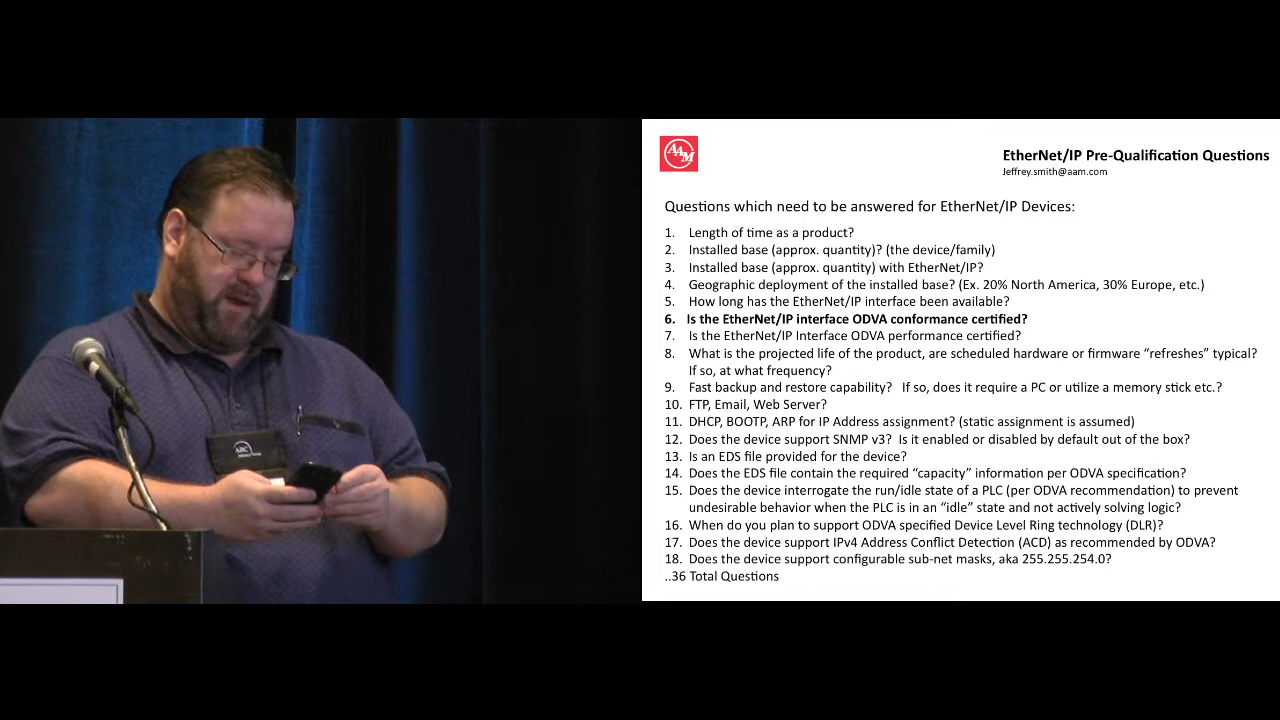 AAM
EtherNet/IP Pre-Qualification Questions
Jeffrey.smith@aam.com
Questions which need to be answered for EtherNet/IP Devices:
1. Length of time as a product?
2. Installed base (approx. quantity)? (the device/family)
3. Installed base (approx. quantity) with EtherNet/IP?
4. Geographic deployment of the installed base? (Ex. 20% North America, 30% Europe, etc.)
5. How long has the EtherNet/IP interface been available?
6. Is the EtherNet/IP interface ODVA conformance certified?
7. Is the EtherNet/IP Interface ODVA performance certified?
8. What is the projected life of the product, are scheduled hardware or firmware “refreshes” typical?
If so, at what frequency?
9. Fast backup and restore capability? If so, does it require a PC or utilize a memory stick etc.?
10. FTP, Email, Web Server?
11. DHCP, BOOTP, ARP for IP Address assignment? (static assignment is assumed)
12. Does the device support SNMP v3? Is it enabled or disabled by default out of the box?
13. Is an EDS file provided for the device?
14. Does the EDS file contain the required “capacity” information per ODVA specification?
15. Does the device interrogate the run/idle state of a PLC (per ODVA recommendation) to prevent
undesirable behavior when the PLC is in an “idle” state and not actively solving logic?
16. When do you plan to support ODVA specified Device Level Ring technology (DLR)?
17. Does the device support IPv4 Address Conflict Detection (ACD) as recommended by ODVA?
18. Does the device support configurable sub-net masks, aka 255.255.254.0?
..36 Total Questions
ARC